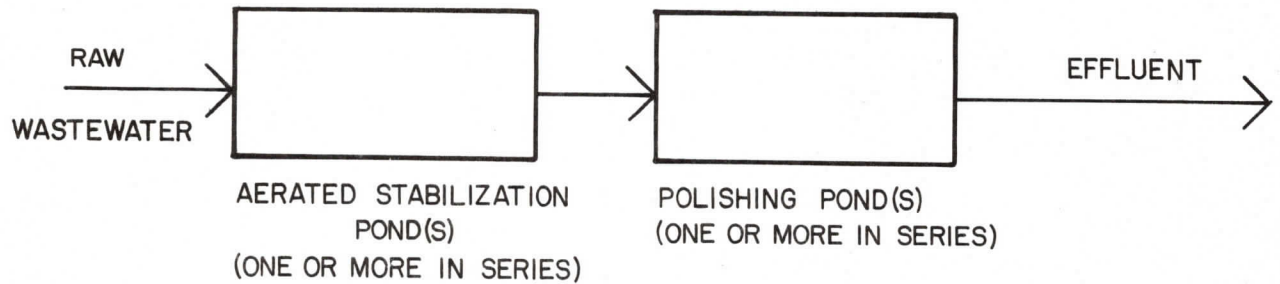 RAW
WASTEWATER
AERATED STABILIZATION
POND(S)
(ONE OR MORE IN SERIES)
POLISHING POND(S)
(ONE OR MORE IN SERIES)
EFFLUENT